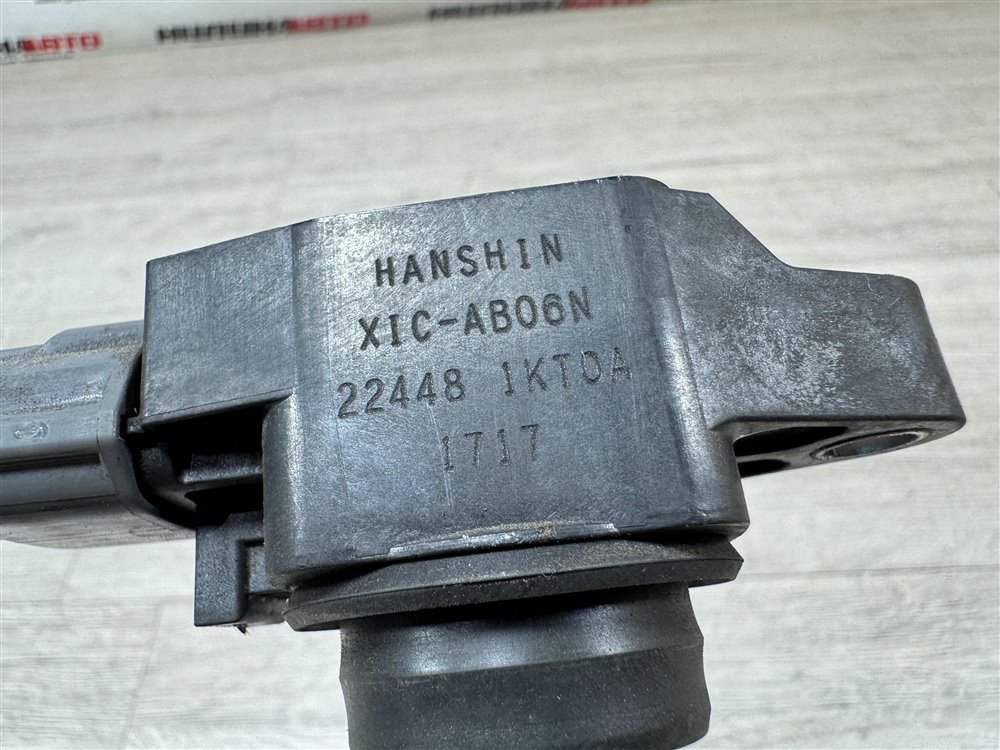 HANSHIN
XIC-AB06N
22448 1KT0A
1717